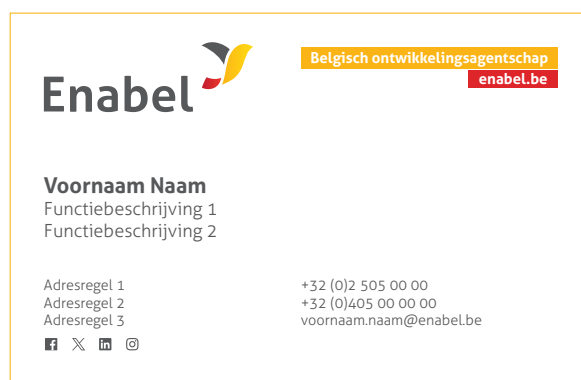 Enabel
Belgisch ontwikkelingsagentschap
enabel.be
Voornaam Naam
Functiebeschrijving 1
Functiebeschrijving 2
Adresregel 1
Adresregel 2
Adresregel 3
+32 (0)2 505 00 00
+32 (0)405 00 00 00
voornaam.naam@enabel.be